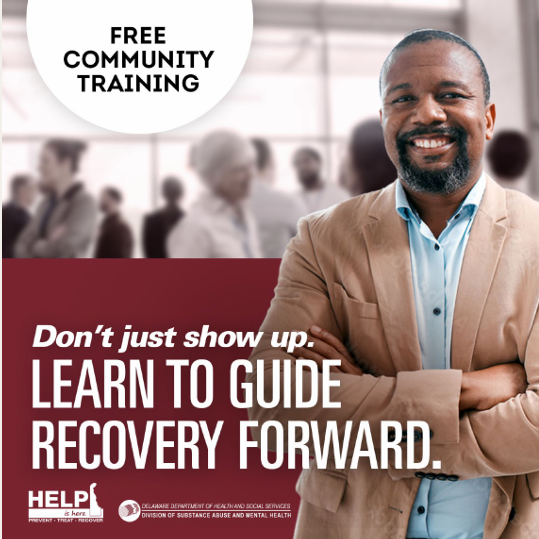 FREE
COMMUNITY
TRAINING
Don't just show up.
LEARN TO GUIDE
RECOVERY FORWARD.
HELP
is here
PREVENT • TREAT • RECOVER
DELAWARE DEPARTMENT OF HEALTH AND SOCIAL SERVICES
DIVISION OF SUBSTANCE ABUSE AND MENTAL HEALTH